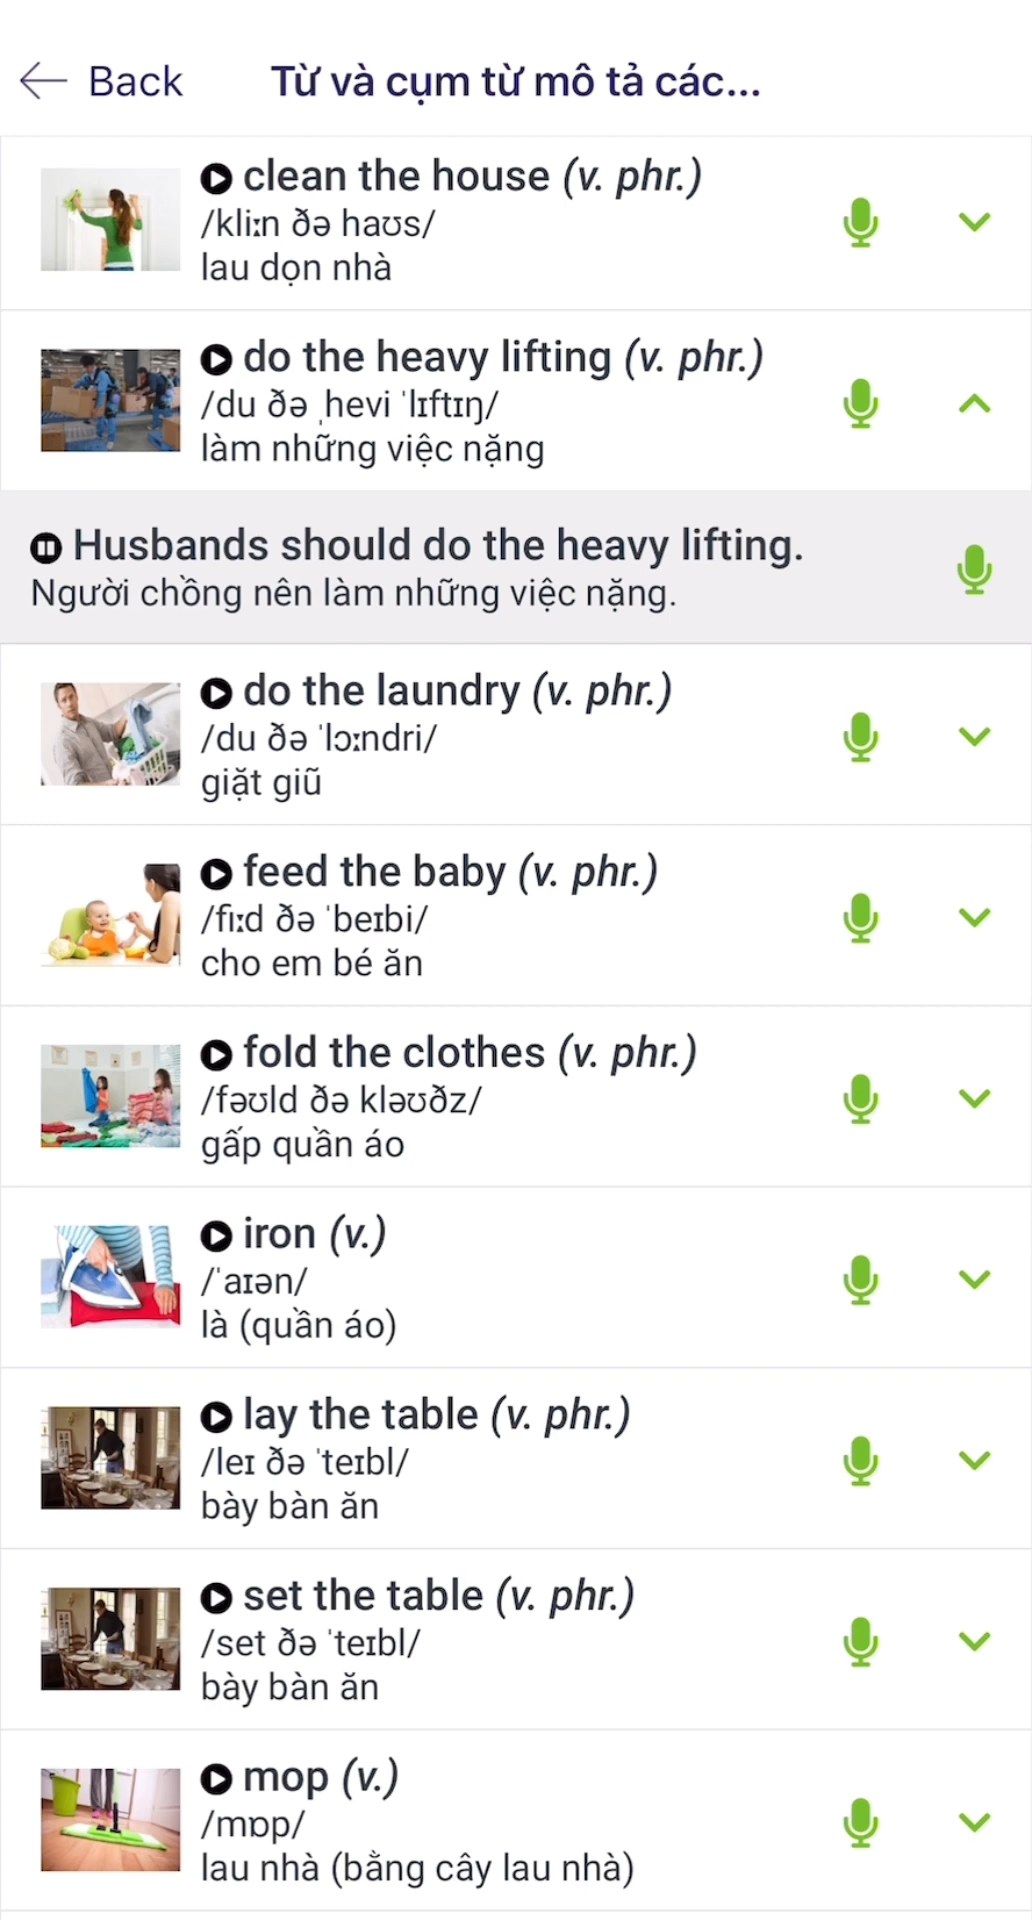 Back Từ và cụm từ mô tả các...
clean the house (v. phr.)
/kliːn ðə haʊs/
lau dọn nhà
do the heavy lifting (v. phr.)
/du ðə ˌhevi ˈlɪftɪŋ/
làm những việc nặng
Husbands should do the heavy lifting.
Người chồng nên làm những việc nặng.
do the laundry (v. phr.)
/du ðə ˈlɔːndri/
giặt giũ
feed the baby (v. phr.)
/fiːd ðə ˈbeɪbi/
cho em bé ăn
fold the clothes (v. phr.)
/fəʊld ðə kləʊðz/
gấp quần áo
iron (v.)
/ˈaɪən/
là (quần áo)
lay the table (v. phr.)
/leɪ ðə ˈteɪbl/
bày bàn ăn
set the table (v. phr.)
/set ðə ˈteɪbl/
bày bàn ăn
mop (v.)
/mɒp/
lau nhà (bằng cây lau nhà)